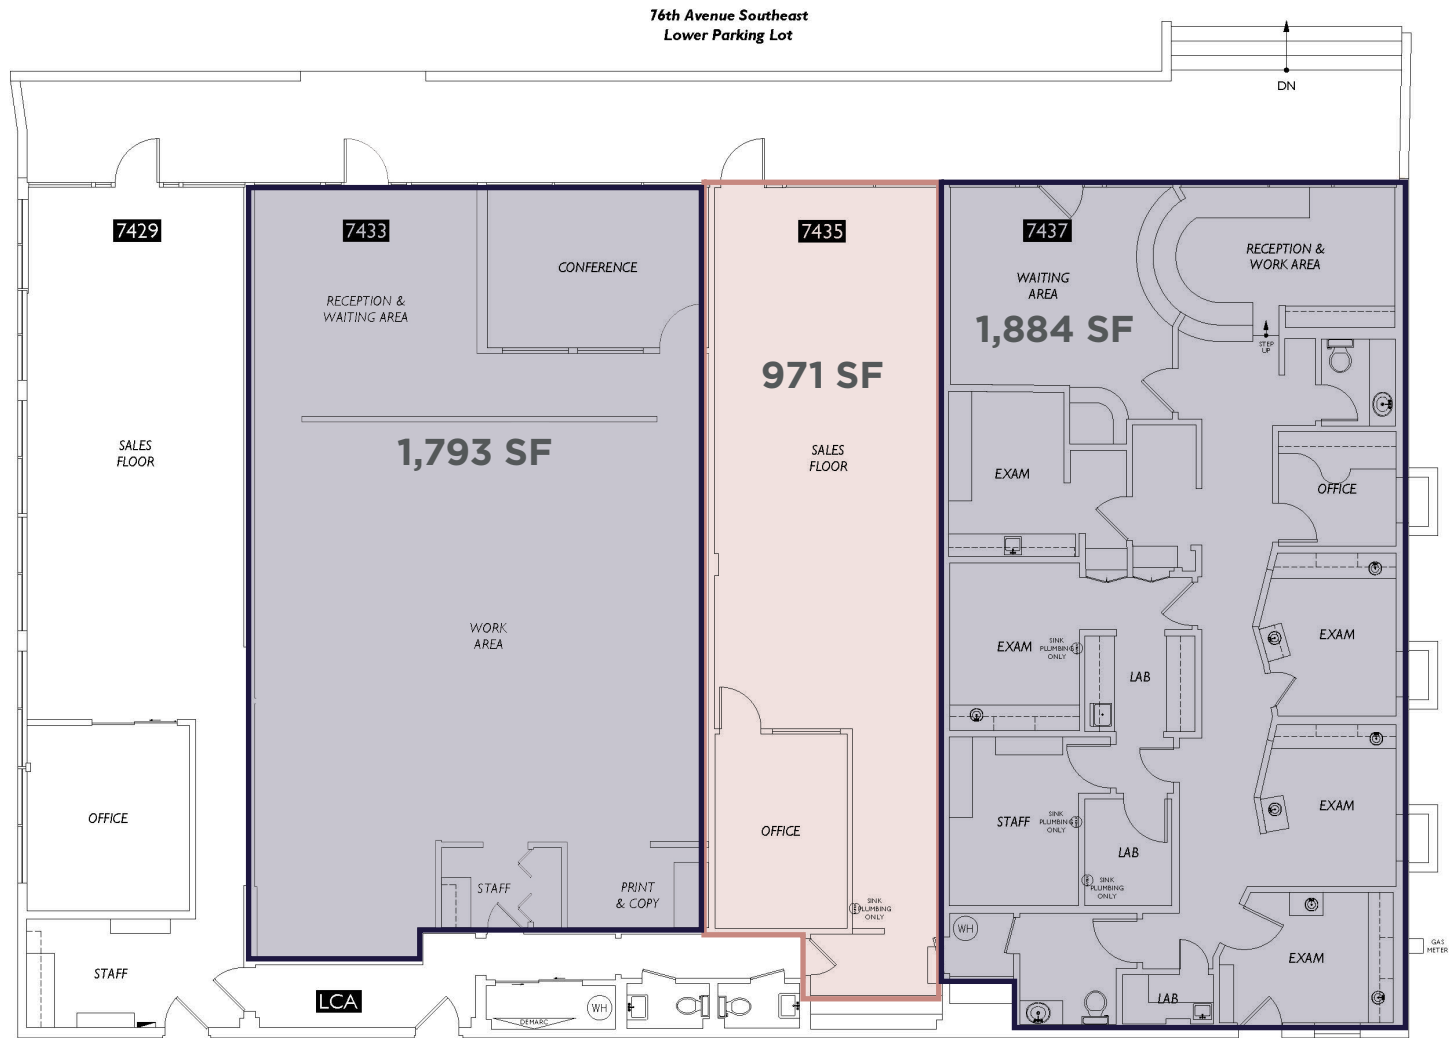 76th Avenue Southeast
Lower Parking Lot
DN
7429
7433
7435
7437
CONFERENCE
RECEPTION &
WAITING AREA
WAITING
AREA
RECEPTION &
WORK AREA
1,884 SF
STEP
UP
971 SF
1,793 SF
SALES
FLOOR
SALES
FLOOR
EXAM
OFFICE
WORK
AREA
EXAM
SINK
PLUMBING
ONLY
LAB
EXAM
OFFICE
OFFICE
STAFF
SINK
PLUMBING
ONLY
LAB
EXAM
STAFF
PRINT
& COPY
SINK
PLUMBING
ONLY
SINK
PLUMBING
ONLY
WH
GAS
METER
STAFF
EXAM
LCA
WH
DEMARC
LAB